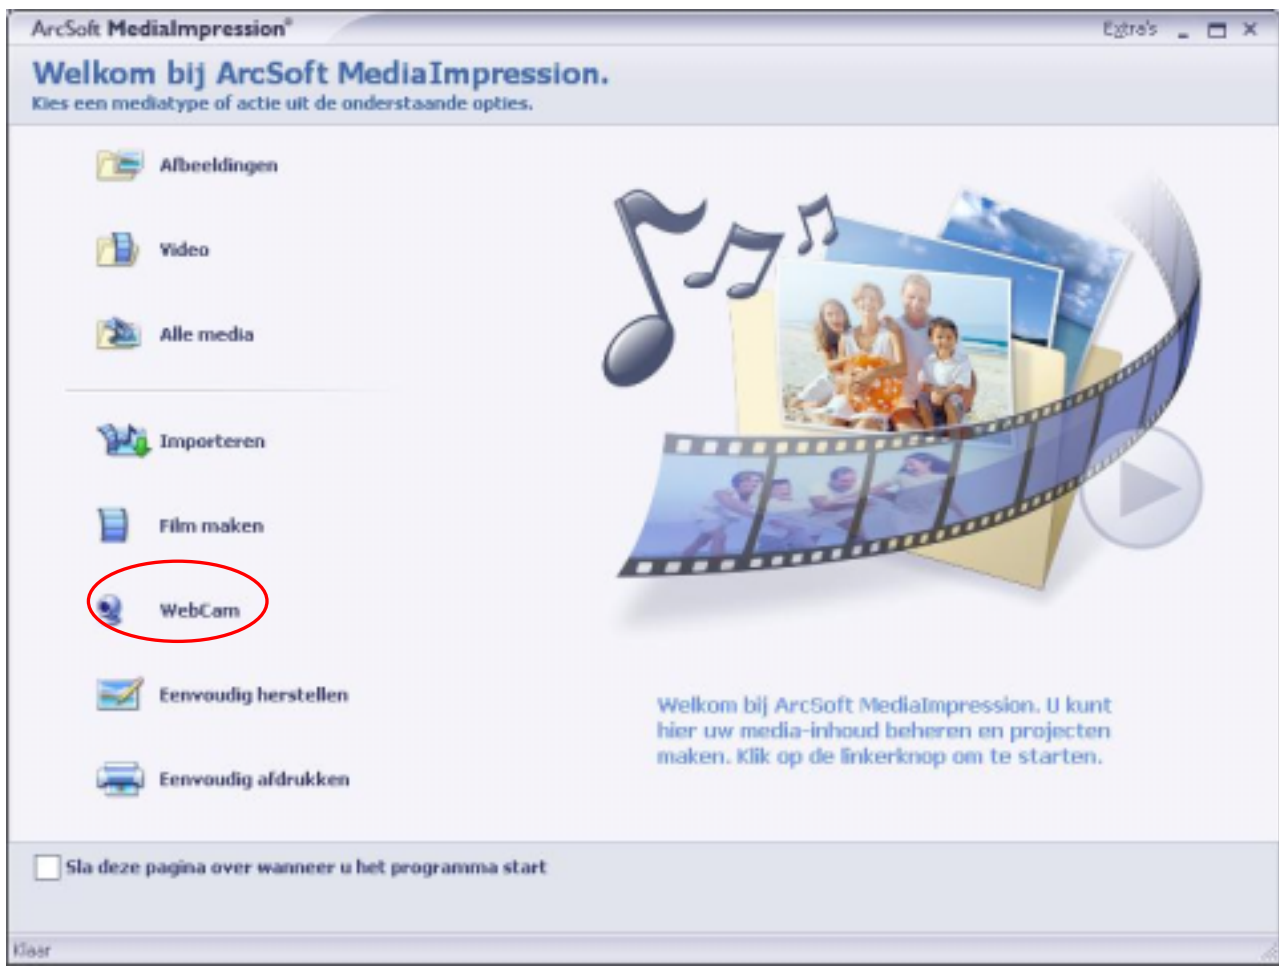 ArcSoft MediaImpression®
Extra's
Welkom bij ArcSoft MediaImpression.
Kies een mediatype of actie uit de onderstaande opties.
Afbeeldingen
Video
Alle media
Importeren
Film maken
WebCam
Eenvoudig herstellen
Eenvoudig afdrukken
Welkom bij ArcSoft MediaImpression. U kunt
hier uw media-inhoud beheren en projecten
maken. Klik op de linkerknop om te starten.
Sla deze pagina over wanneer u het programma start
Klaar